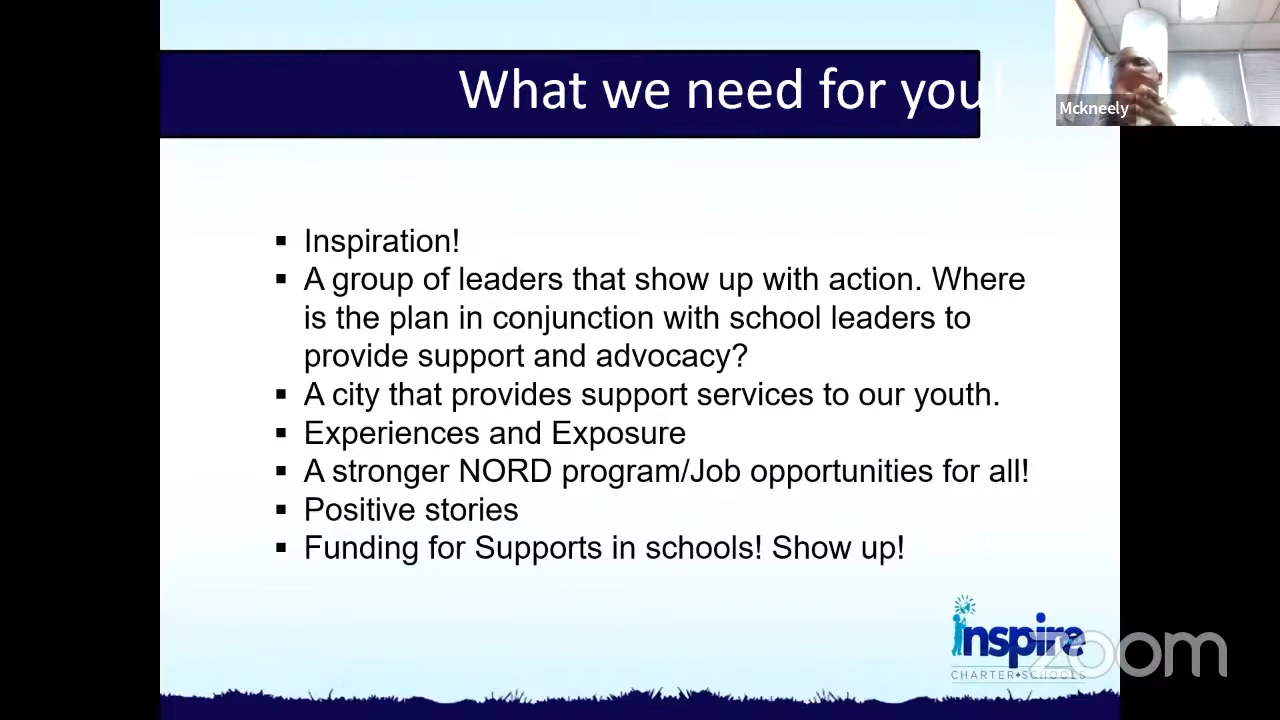 What we need for you!
Mckneely
▪ Inspiration!
▪ A group of leaders that show up with action. Where
is the plan in conjunction with school leaders to
provide support and advocacy?
▪ A city that provides support services to our youth.
▪ Experiences and Exposure
▪ A stronger NORD program/Job opportunities for all!
▪ Positive stories
▪ Funding for Supports in schools! Show up!
inspire
CHARTER SCHOOLS
zoom